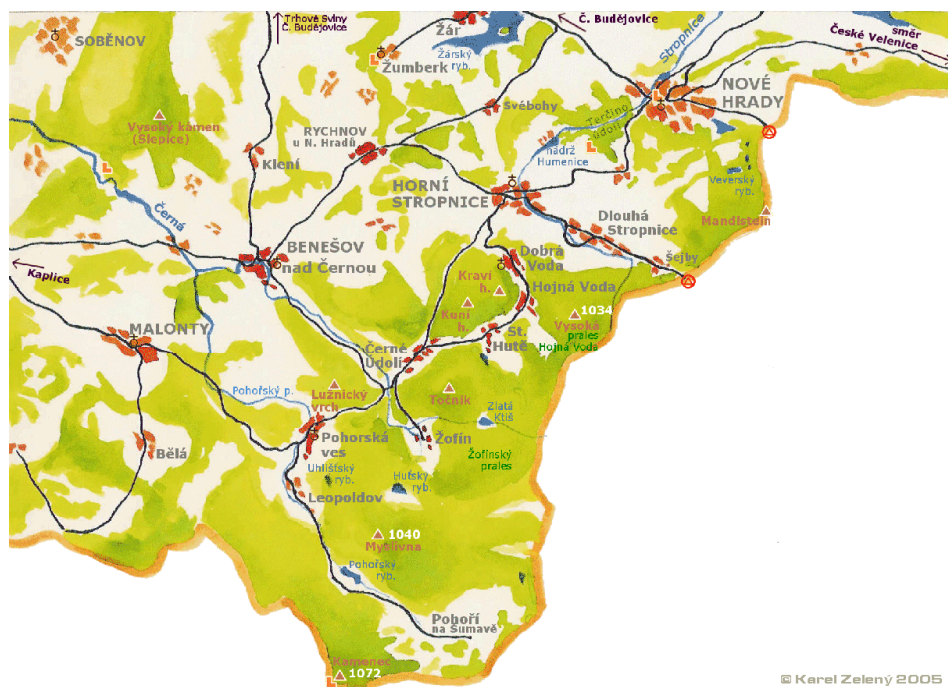 Trhové Sviny
Č. Budějovice
Č. Budějovice
směr
České Velenice
SOBĚNOV
Žár
Žárský
ryb.
Žumberk
Stropnice
NOVÉ
HRADY
Vysoký kámen
(Slepice)
Svébohy
Terčino
údolí
RYCHNOV
u N. Hradů
Klení
nádrž
Humenice
Veverský
ryb.
HORNÍ
STROPNICE
Mandlstein
Černá
Dlouhá
Stropnice
BENEŠOV
nad Černou
Dobrá
Voda
Šejby
Kaplice
Kraví
h.
Hojná Voda
Kuní
h.
1034
Vysoká
prales
Hojná Voda
MALONTY
St.
Hutě
Černé
Údolí
Pohořský p.
Lužnický
vrch
Točník
Zlatá
Ktiš
Bělá
Pohorská
ves
Žofín
Žofínský
prales
Uhlišťský
ryb.
Huťský
ryb.
Leopoldov
1040
Myslivna
Pohořský
ryb.
Pohoří
na Šumavě
Kamenec
1072
© Karel Zelený 2005